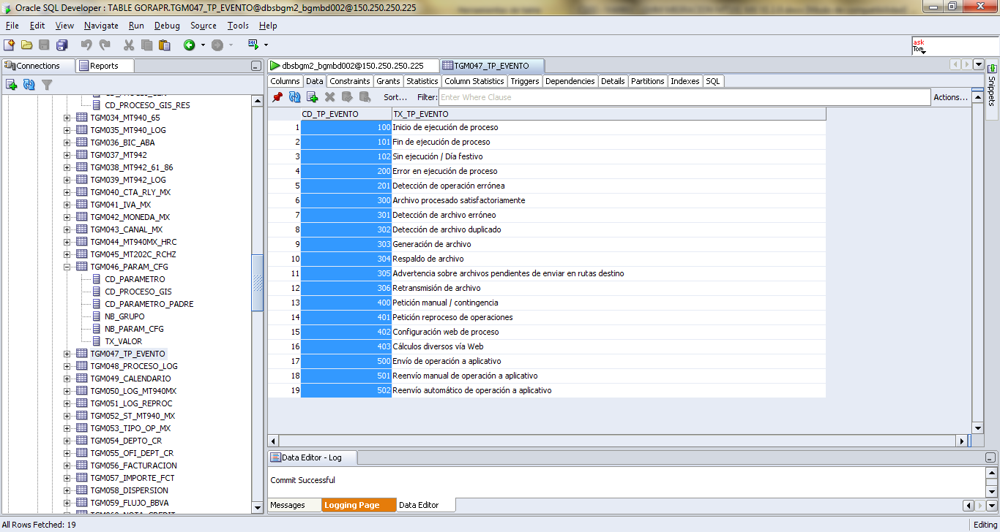 Oracle SQL Developer : TABLE GORAPR.TGM047_TP_EVENTO@dbsbgm2_bgmbd002@150.250.250.225
File Edit View Navigate Run Debug Source Tools Help
ask
Tom
Connections Reports
dbsbgm2_bgmbd002@150.250.250.225 TGM047_TP_EVENTO
Snippets
Columns Data Constraints Grants Statistics Column Statistics Triggers Dependencies Details Partitions Indexes SQL
Sort... Filter: Enter Where Clause Actions...
CD_PROCESO_GIS_RES
TGM034_MT940_65
TGM035_MT940_LOG
TGM036_BIC_ABA
TGM037_MT942
TGM038_MT942_61_86
TGM039_MT942_LOG
TGM040_CTA_RLY_MX
TGM041_IVA_MX
TGM042_MONEDA_MX
TGM043_CANAL_MX
TGM044_MT940MX_HRC
TGM045_MT202C_RCHZ
TGM046_PARAM_CFG
CD_PARAMETRO
CD_PROCESO_GIS
CD_PARAMETRO_PADRE
NB_GRUPO
NB_PARAM_CFG
TX_VALOR
TGM047_TP_EVENTO
TGM048_PROCESO_LOG
TGM049_CALENDARIO
TGM050_LOG_MT940MX
TGM051_LOG_REPROC
TGM052_ST_MT940_MX
TGM053_TIPO_OP_MX
TGM054_DEPTO_CR
TGM055_OFI_DEPT_CR
TGM056_FACTURACION
TGM057_IMPORTE_FCT
TGM058_DISPERSION
TGM059_FLUJO_BBVA
CD_TP_EVENTO TX_TP_EVENTO
1 100 Inicio de ejecución de proceso
2 101 Fin de ejecución de proceso
3 102 Sin ejecución / Día festivo
4 200 Error en ejecución de proceso
5 201 Detección de operación errónea
6 300 Archivo procesado satisfactoriamente
7 301 Detección de archivo erróneo
8 302 Detección de archivo duplicado
9 303 Generación de archivo
10 304 Respaldo de archivo
11 305 Advertencia sobre archivos pendientes de enviar en rutas destino
12 306 Retransmisión de archivo
13 400 Petición manual / contingencia
14 401 Petición reproceso de operaciones
15 402 Configuración web de proceso
16 403 Cálculos diversos vía Web
17 500 Envío de operación a aplicativo
18 501 Reenvío manual de operación a aplicativo
19 502 Reenvío automático de operación a aplicativo
Data Editor - Log
Commit Successful
Messages Logging Page Data Editor
All Rows Fetched: 19 Editing